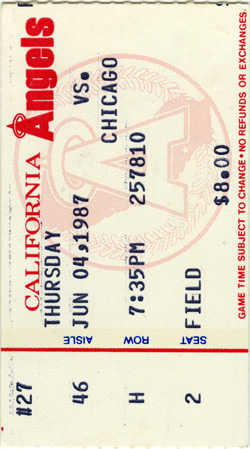 CALIFORNIA Angels
THURSDAY VS.
JUN 04,1987 CHICAGO
7:35PM 257810
GAME TIME SUBJECT TO CHANGE • NO REFUNDS OR EXCHANGES.
$8.00
AISLE ROW SEAT
FIELD
#27 46 H 2